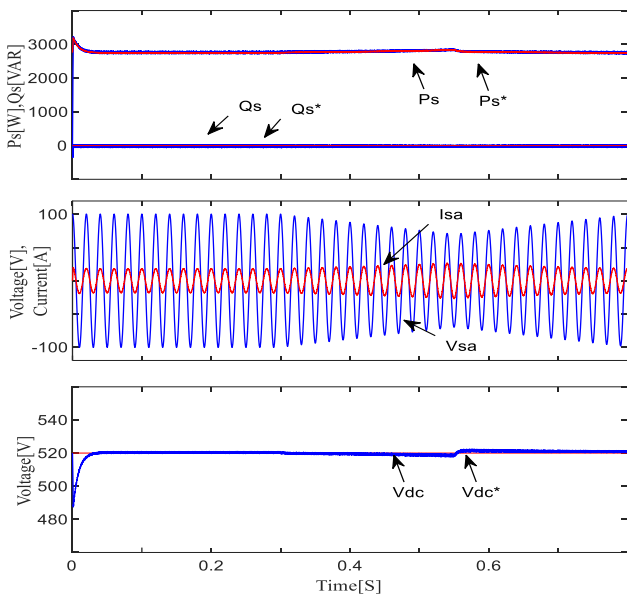 Ps[W],Qs[VAR]
3000
2000
1000
0
Qs
Qs*
Ps
Ps*
Voltage[V],
Current[A]
100
-100
Isa
Vsa
Voltage[V]
540
520
500
480
460
Vdc
Vdc*
0
0.2
0.4
0.6
Time[S]